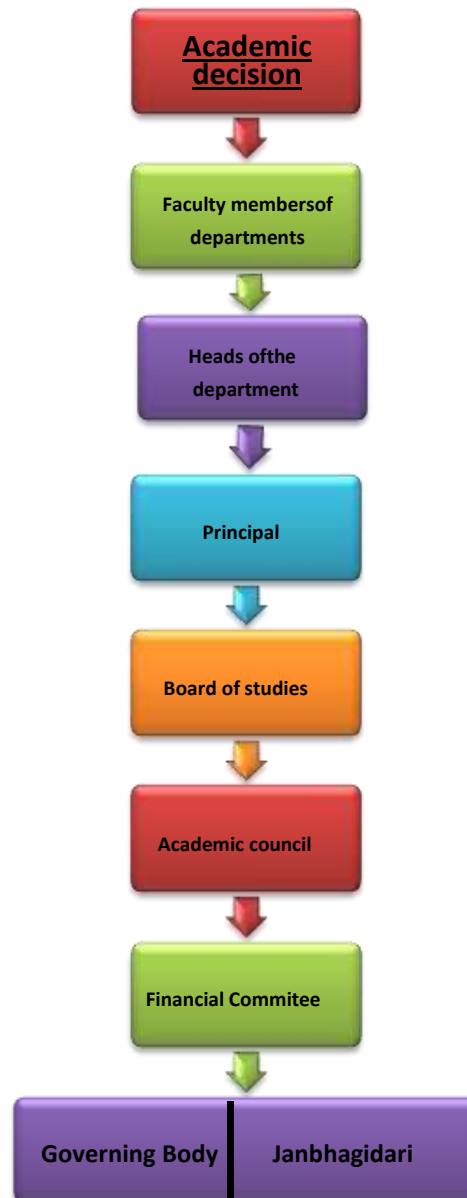 Academic
decision
Faculty membersof
departments
Heads ofthe
department
Principal
Board of studies
Academic council
Financial Commitee
Governing Body
Janbhagidari